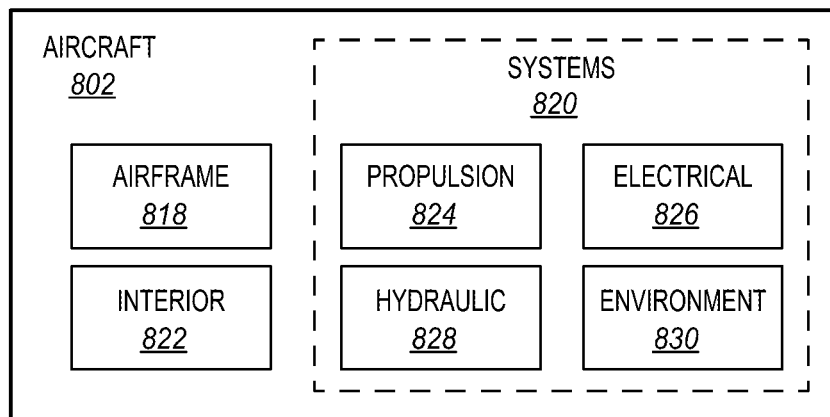 AIRCRAFT
802
SYSTEMS
820
AIRFRAME
818
PROPULSION
824
ELECTRICAL
826
INTERIOR
822
HYDRAULIC
828
ENVIRONMENT
830